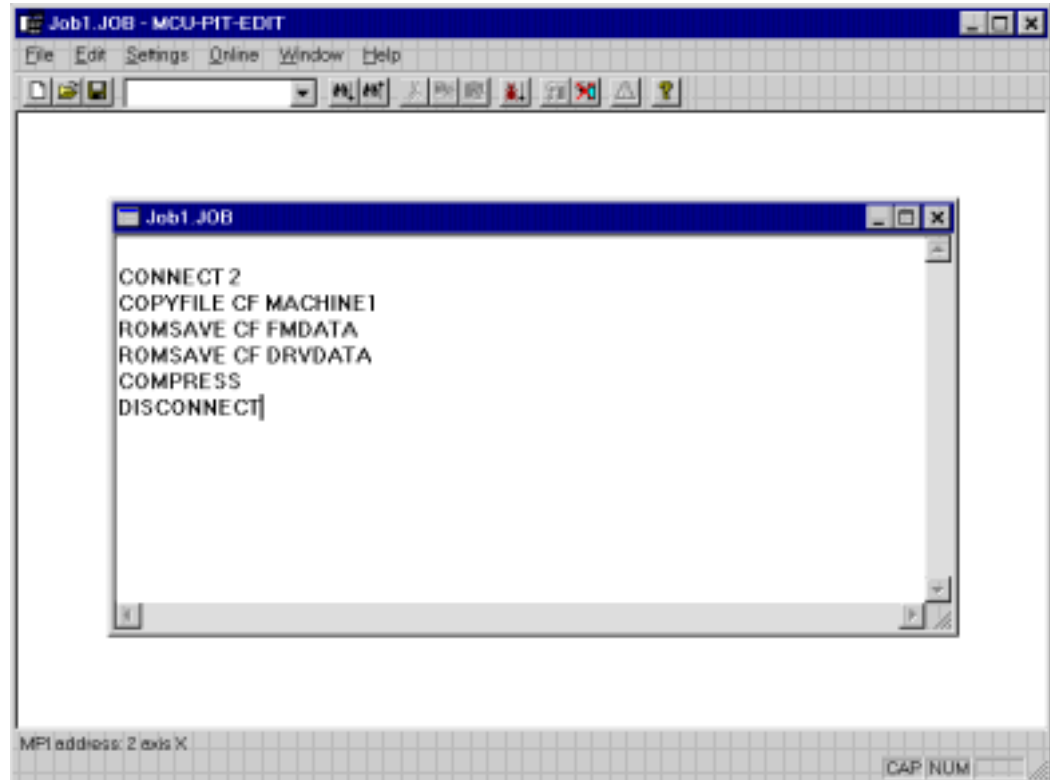 Job1.JOB - MCU-PIT-EDIT
File Edit Settings Online Window Help
Job1.JOB
CONNECT 2
COPYFILE CF MACHINE1
ROMSAVE CF FMDATA
ROMSAVE CF DRVDATA
COMPRESS
DISCONNECT
MPI address: 2 axis X
CAP NUM